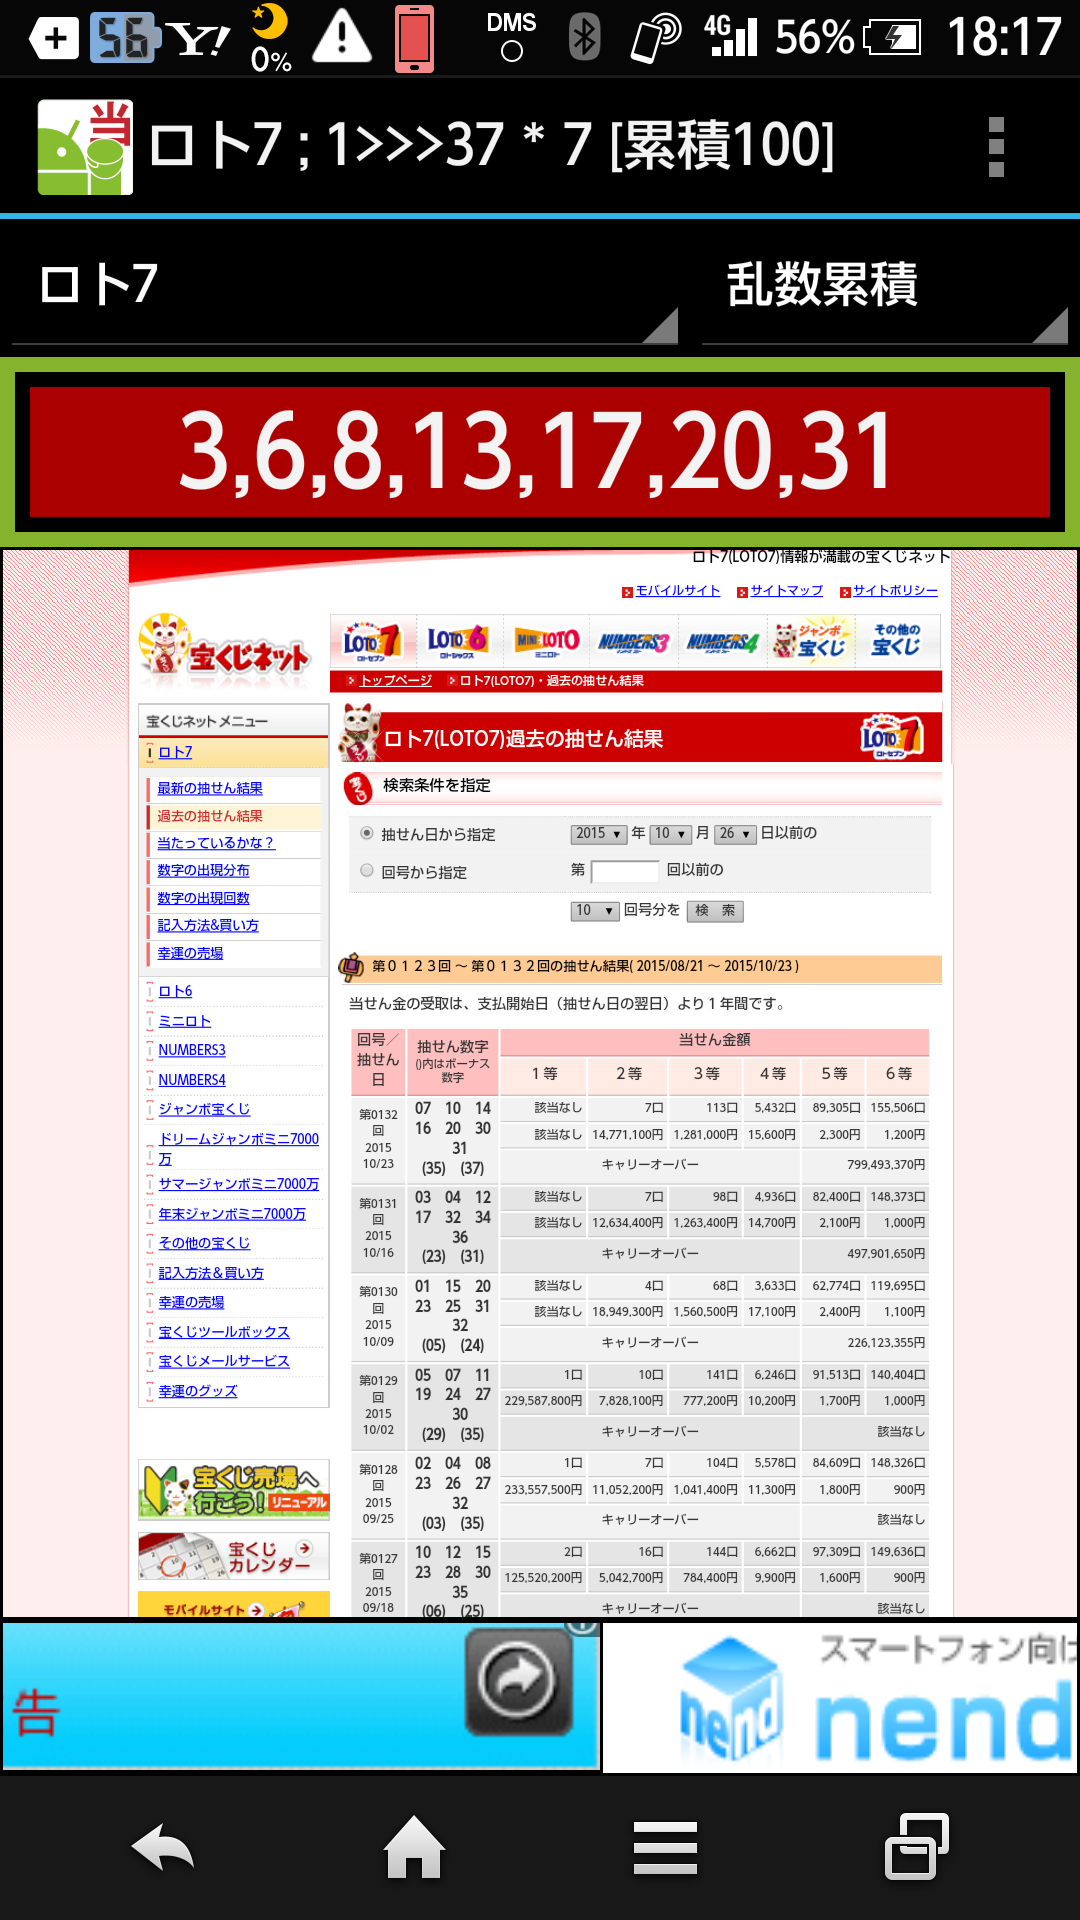 56 Y! 0% DMS 4G 56% 18:17
当 ロト7 ; 1>>>37 * 7 [累積100]
ロト7 乱数累積
3,6,8,13,17,20,31
ロト7(LOTO7)情報が満載の宝くじネット
モバイルサイト サイトマップ サイトポリシー
宝くじネット
LOTO 7 ロトセブン LOTO 6 ロトシックス MINI LOTO ミニロト NUMBERS3 NUMBERS4 ジャンボ宝くじ その他の宝くじ
トップページ ロト7(LOTO7)・過去の抽せん結果
宝くじネット メニュー
ロト7
最新の抽せん結果
過去の抽せん結果
当たっているかな？
数字の出現分布
数字の出現回数
記入方法&買い方
幸運の売場
ロト6
ミニロト
NUMBERS3
NUMBERS4
ジャンボ宝くじ
ドリームジャンボミニ7000
万
サマージャンボミニ7000万
年末ジャンボミニ7000万
その他の宝くじ
記入方法＆買い方
幸運の売場
宝くじツールボックス
宝くじメールサービス
幸運のグッズ
宝くじ売場へ
行こう! リニューアル
宝くじ
カレンダー
モバイルサイト
ロト7(LOTO7)過去の抽せん結果 LOTO 7 ロトセブン
検索条件を指定
抽せん日から指定 2015 ▼ 年 10 ▼ 月 26 ▼ 日以前の
回号から指定 第 回以前の
10 ▼ 回号分を 検 索
第０１２３回 ～ 第０１３２回の抽せん結果( 2015/08/21 ～ 2015/10/23 )
当せん金の受取は、支払開始日（抽せん日の翌日）より１年間です。
回号／
抽せん
日
抽せん数字
()内はボーナス
数字
当せん金額
１等 ２等 ３等 ４等 ５等 ６等
第0132
回
2015
10/23
07 10 14
16 20 30
31
(35) (37)
該当なし 7口 113口 5,432口 89,305口 155,506口
該当なし 14,771,100円 1,281,000円 15,600円 2,300円 1,200円
キャリーオーバー 799,493,370円
第0131
回
2015
10/16
03 04 12
17 32 34
36
(23) (31)
該当なし 7口 98口 4,936口 82,400口 148,373口
該当なし 12,634,400円 1,263,400円 14,700円 2,100円 1,000円
キャリーオーバー 497,901,650円
第0130
回
2015
10/09
01 15 20
23 25 31
32
(05) (24)
該当なし 4口 68口 3,633口 62,774口 119,695口
該当なし 18,949,300円 1,560,500円 17,100円 2,400円 1,100円
キャリーオーバー 226,123,355円
第0129
回
2015
10/02
05 07 11
19 24 27
30
(29) (35)
1口 10口 141口 6,246口 91,513口 140,404口
229,587,800円 7,828,100円 777,200円 10,200円 1,700円 1,000円
キャリーオーバー 該当なし
第0128
回
2015
09/25
02 04 08
23 26 27
32
(03) (35)
1口 7口 104口 5,578口 84,609口 148,326口
233,557,500円 11,052,200円 1,041,400円 11,300円 1,800円 900円
キャリーオーバー 該当なし
第0127
回
2015
09/18
10 12 15
23 28 30
35
(06) (25)
2口 16口 144口 6,662口 97,309口 149,636口
125,520,200円 5,042,700円 784,400円 9,900円 1,600円 900円
キャリーオーバー 該当なし
告
スマートフォン向け
nend nend